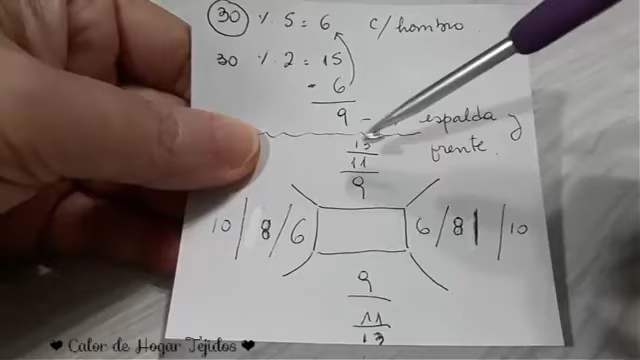 30 % 5 = 6 c/hombro.
30 % 2 = 15
- 6
9 - espalda y
frente.
13
11
9
10 / 8 / 6 6 / 8 / 10
9
11
13
❤ Calor de Hogar Tejidos ❤